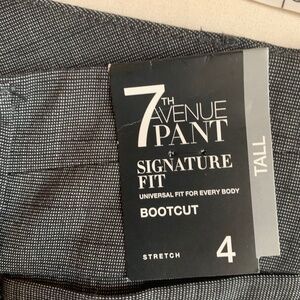 7TH
AVENUE
PANT
SIGNATURE
FIT
UNIVERSAL FIT FOR EVERY BODY
BOOTCUT
STRETCH 4
TALL